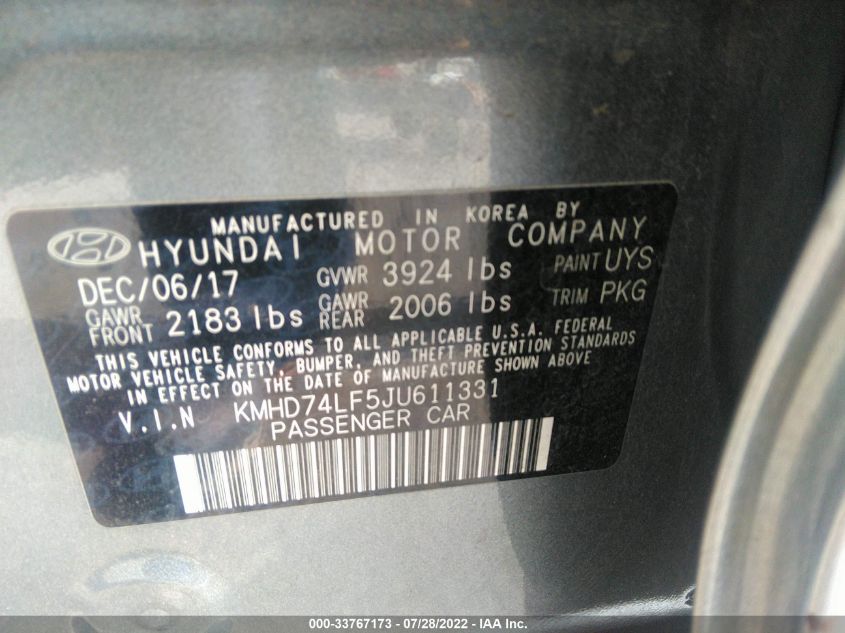 MANUFACTURED IN KOREA BY
HYUNDAI MOTOR COMPANY
DEC/06/17 GVWR 3924 lbs PAINT UYS
GAWR FRONT 2183 lbs GAWR REAR 2006 lbs TRIM PKG
THIS VEHICLE CONFORMS TO ALL APPLICABLE U.S.A. FEDERAL
MOTOR VEHICLE SAFETY, BUMPER, AND THEFT PREVENTION STANDARDS
IN EFFECT ON THE DATE OF MANUFACTURE SHOWN ABOVE
V.I.N KMHD74LF5JU611331
PASSENGER CAR
000-33767173 - 07/28/2022 - IAA Inc.